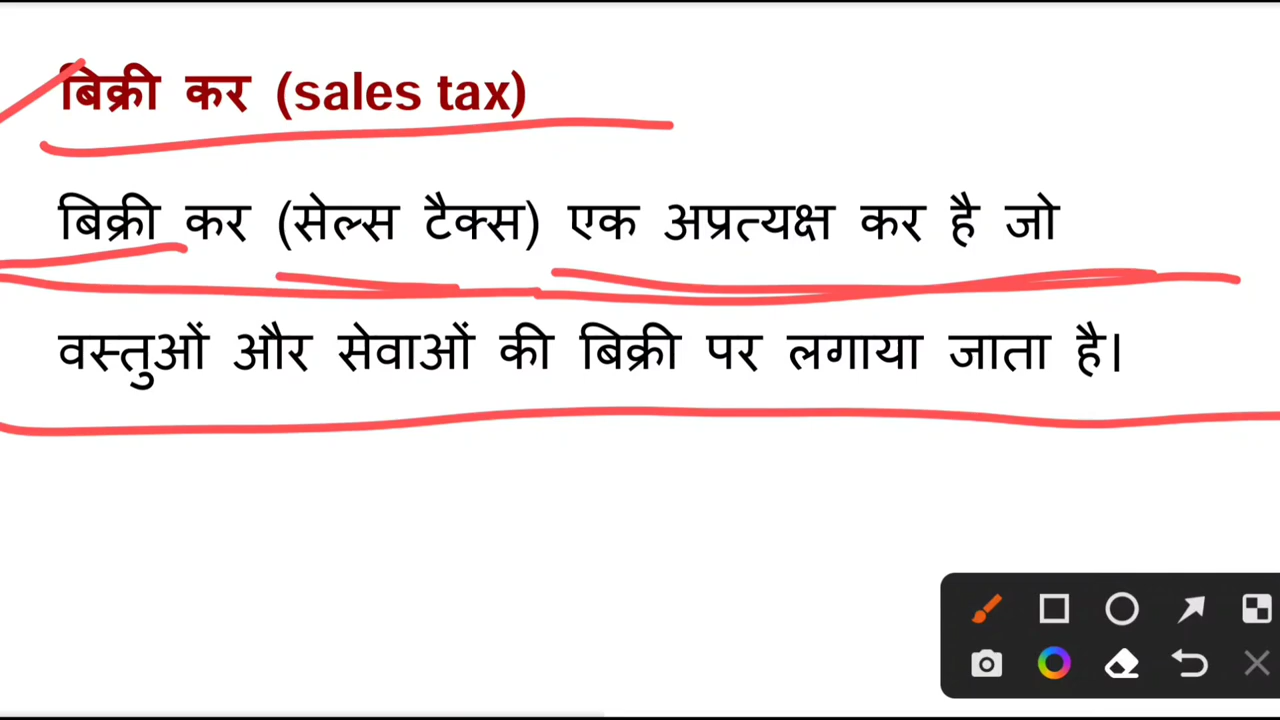 बिक्री कर (sales tax)
बिक्री कर (सेल्स टैक्स) एक अप्रत्यक्ष कर है जो
वस्तुओं और सेवाओं की बिक्री पर लगाया जाता है।